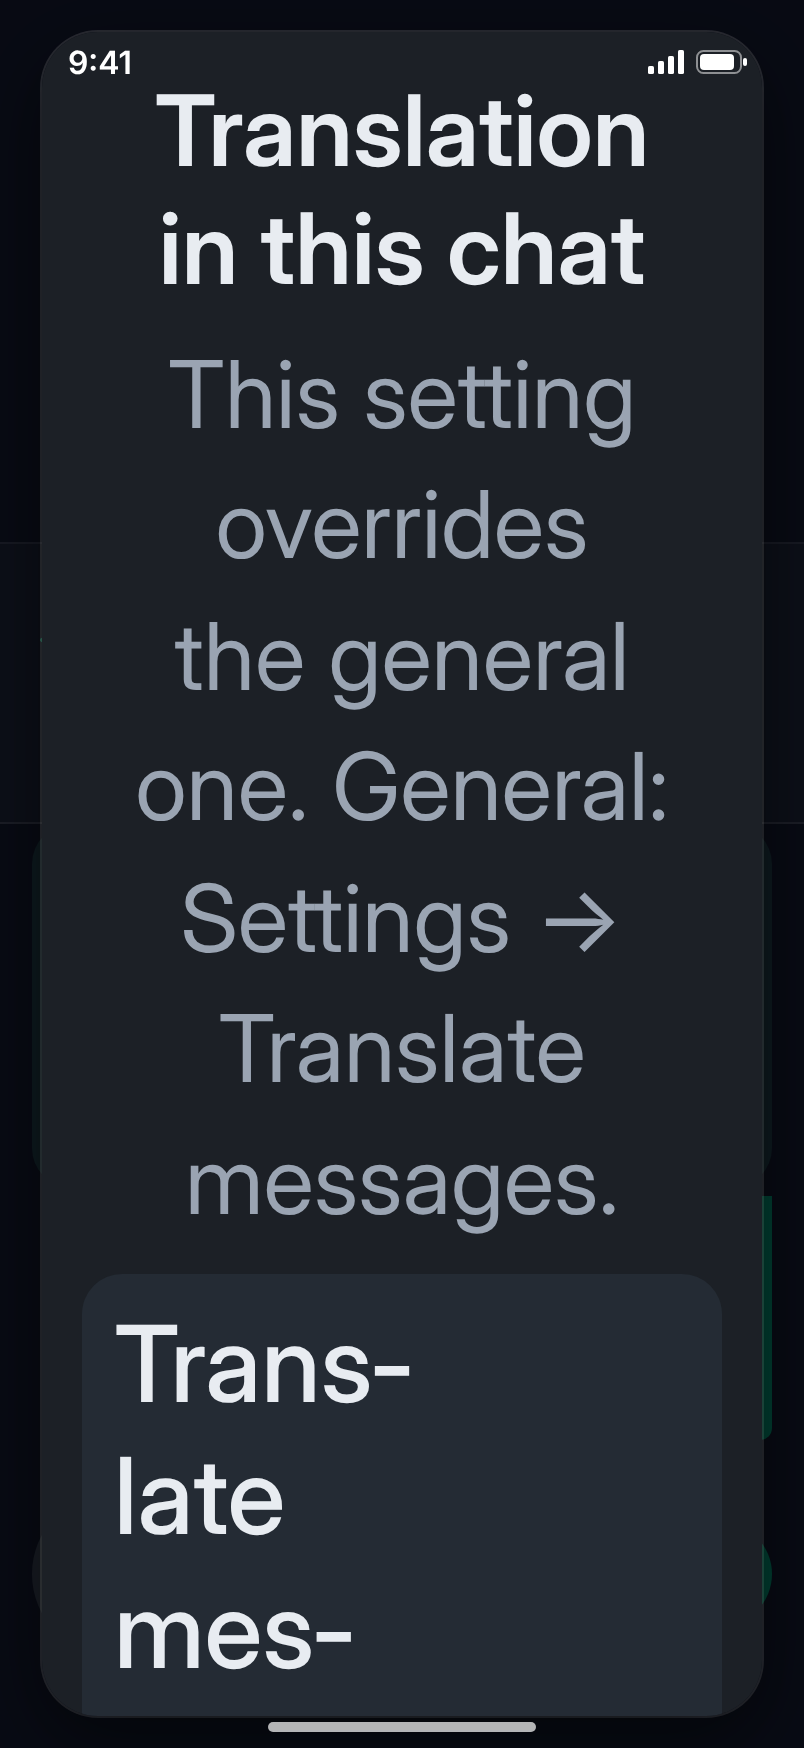 9:41
Translation
in this chat
This setting
overrides
the general
one. General:
Settings →
Translate
messages.
Trans-
late
mes-